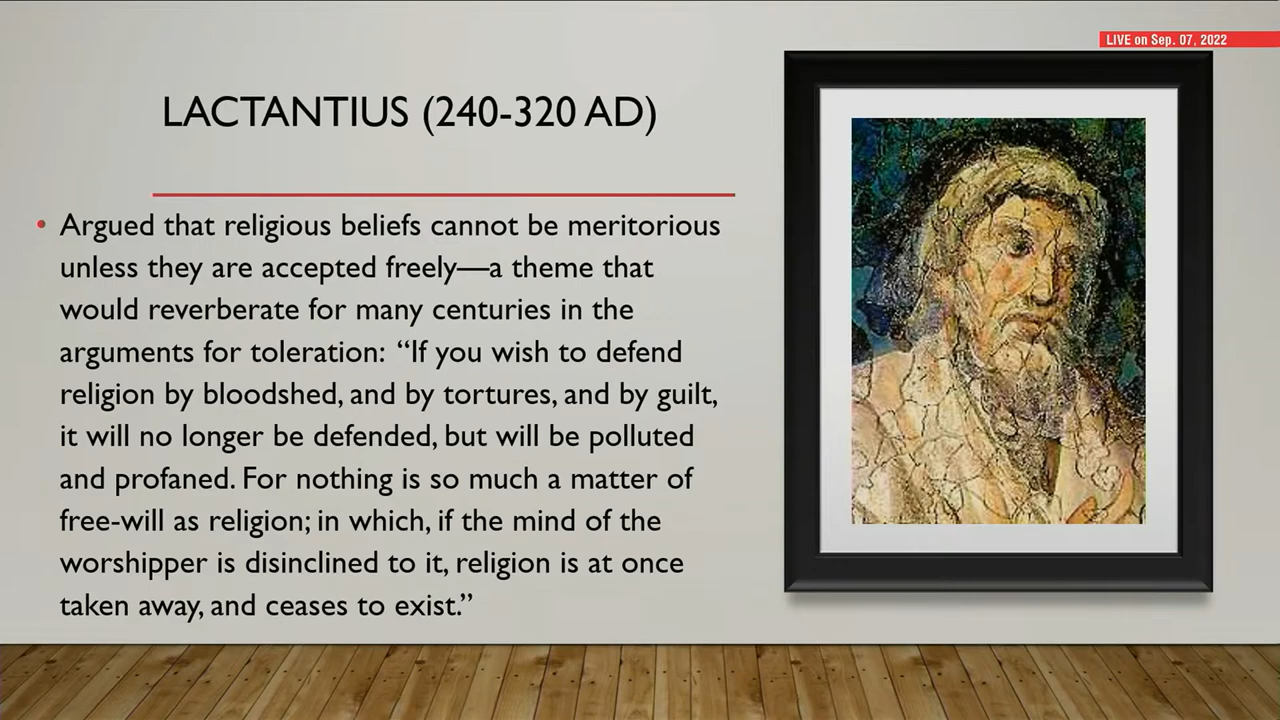 LIVE on Sep. 07, 2022
LACTANTIUS (240-320 AD)
• Argued that religious beliefs cannot be meritorious
unless they are accepted freely—a theme that
would reverberate for many centuries in the
arguments for toleration: “If you wish to defend
religion by bloodshed, and by tortures, and by guilt,
it will no longer be defended, but will be polluted
and profaned. For nothing is so much a matter of
free-will as religion; in which, if the mind of the
worshipper is disinclined to it, religion is at once
taken away, and ceases to exist.”